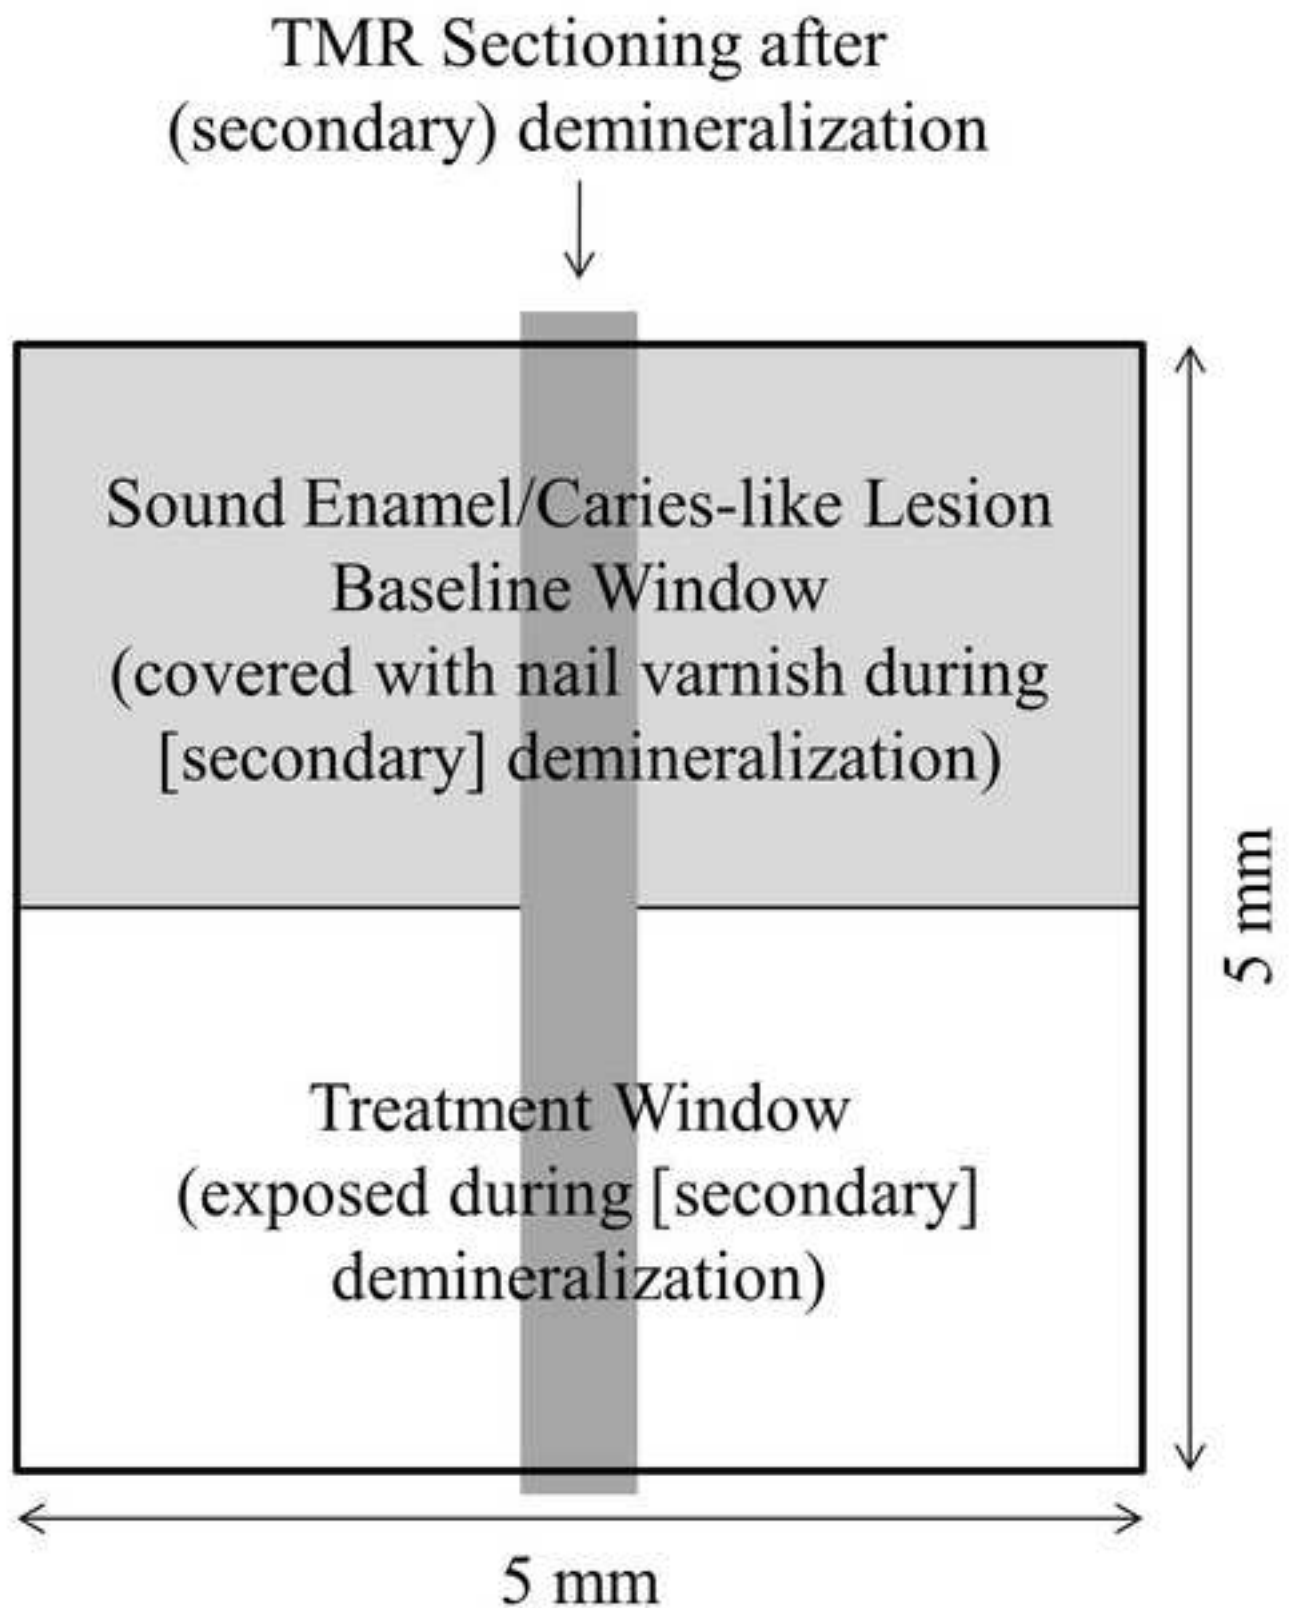 TMR Sectioning after
(secondary) demineralization
Sound Enamel/Caries-like Lesion
Baseline Window
(covered with nail varnish during
[secondary] demineralization)
5 mm
Treatment Window
(exposed during [secondary]
demineralization)
5 mm